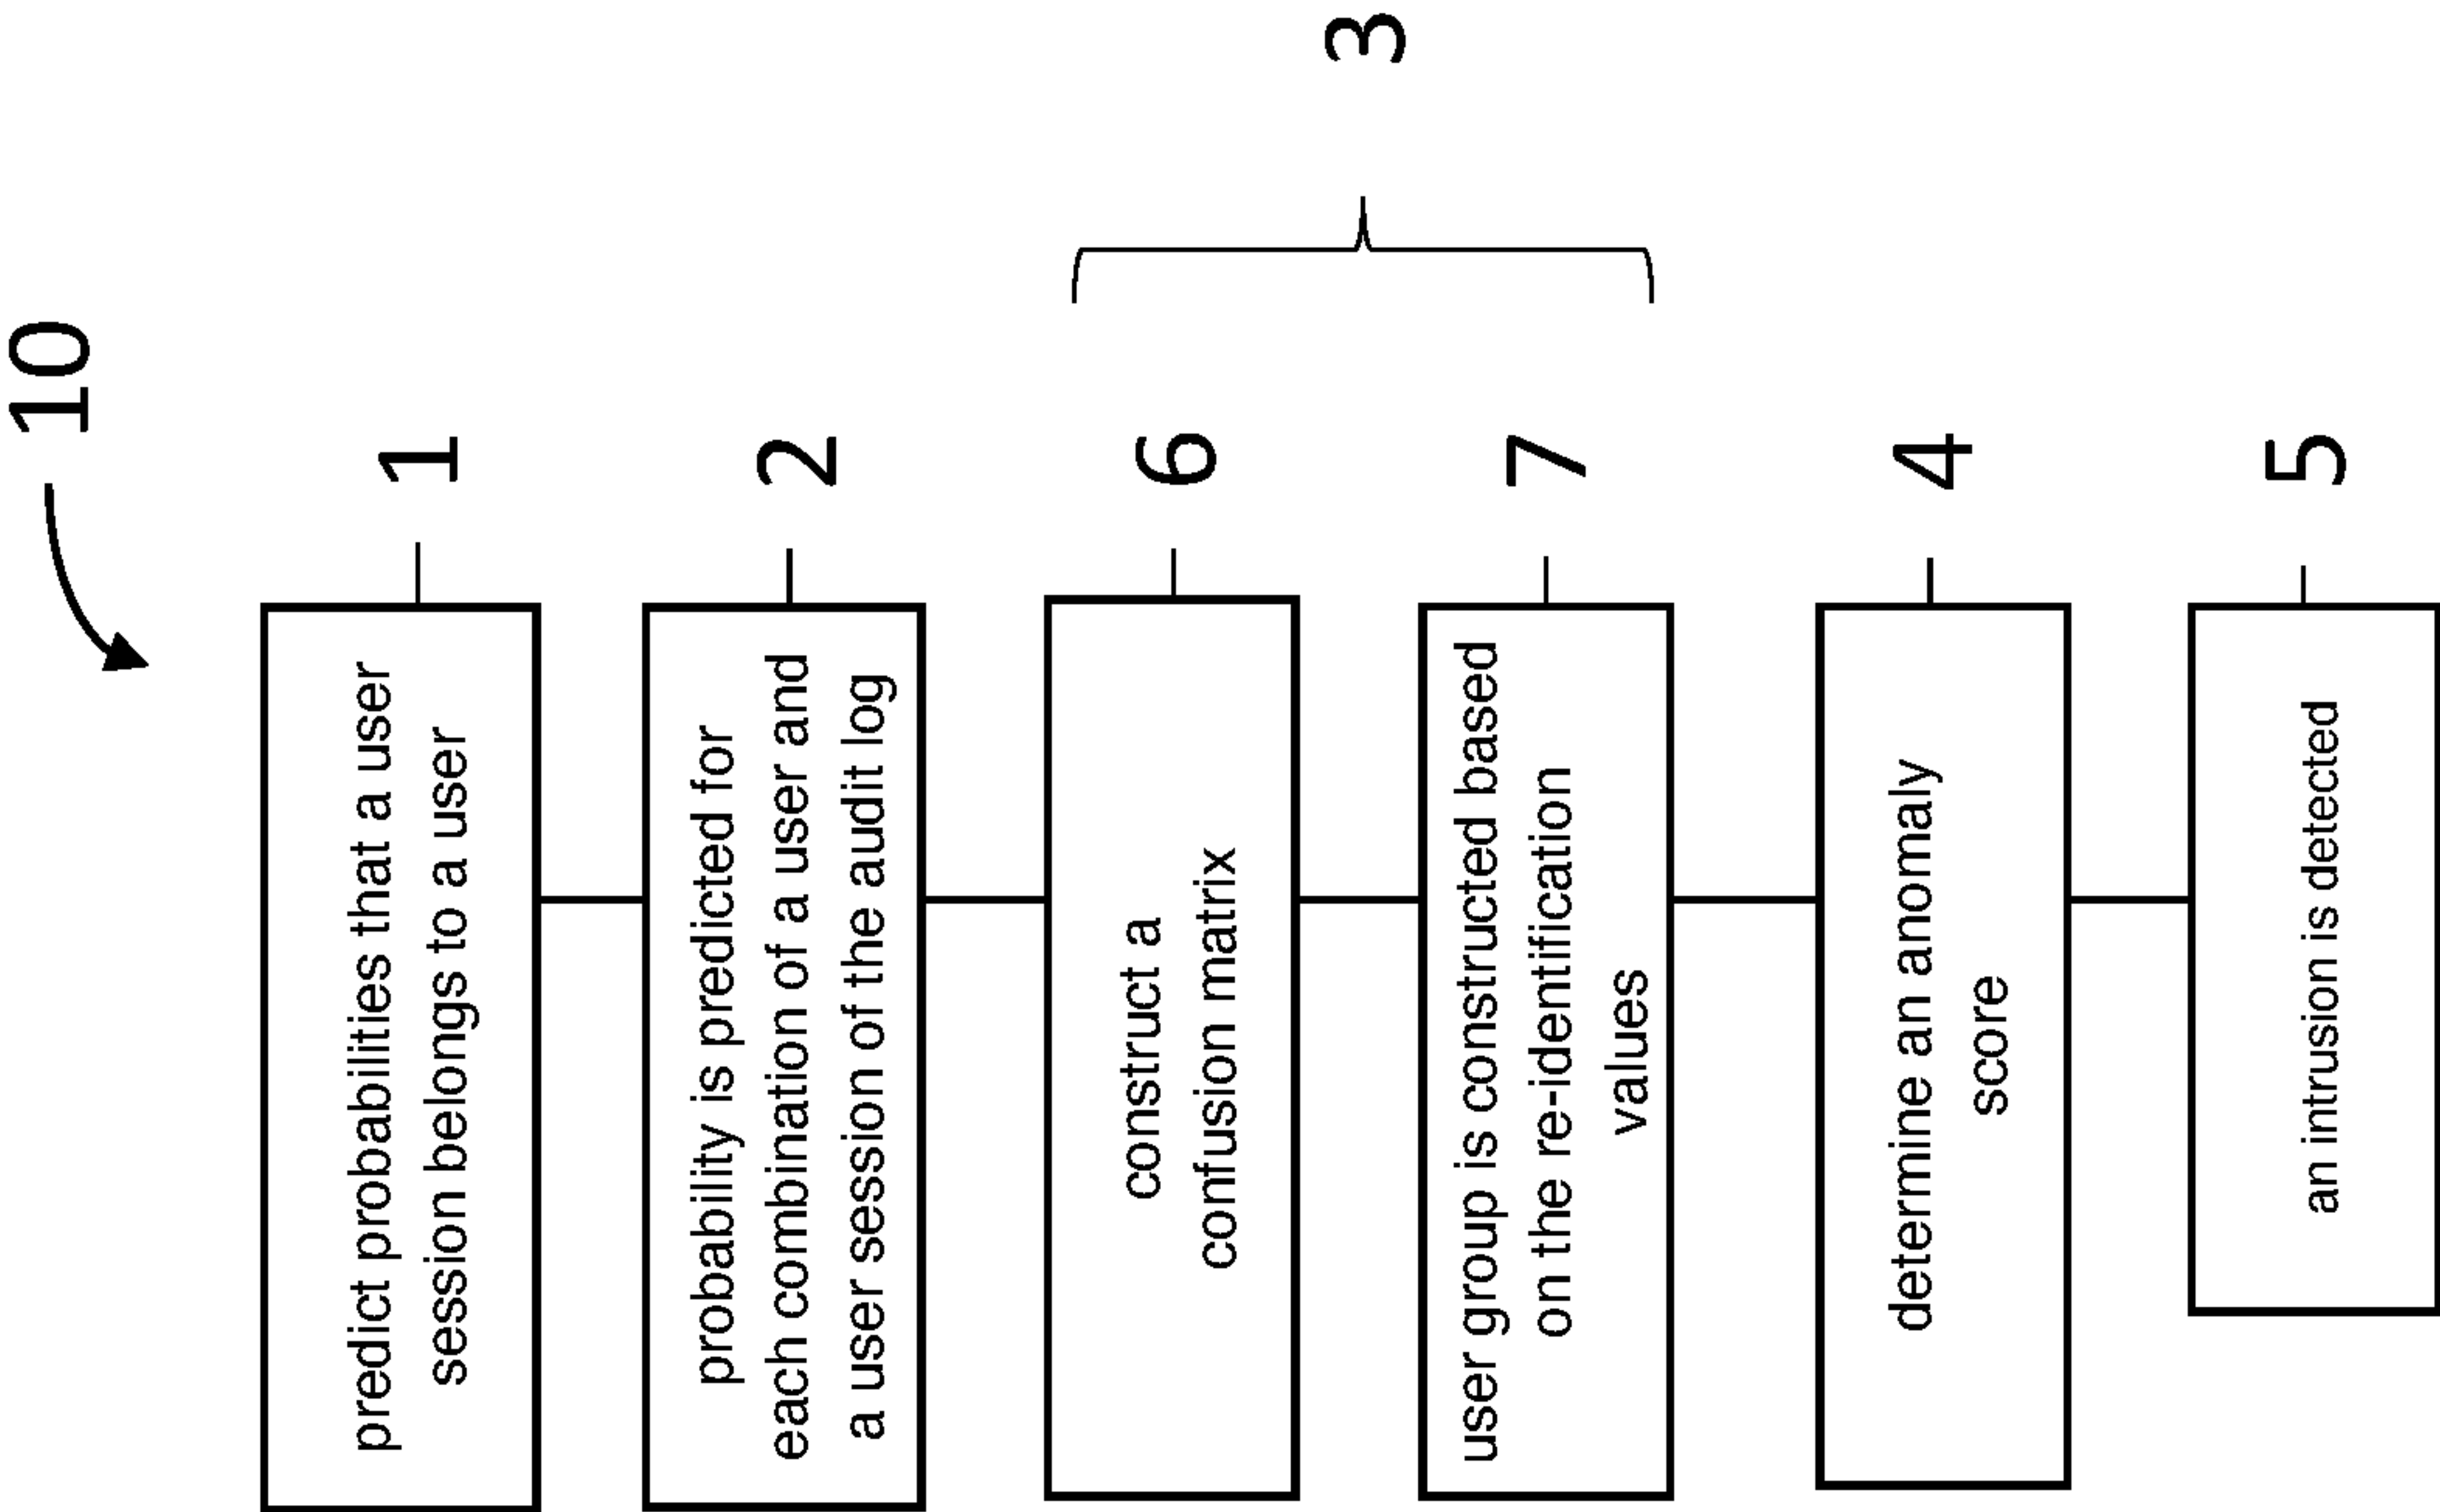 10
predict probabilities that a user
session belongs to a user
1
probability is predicted for
each combination of a user and
a user session of the audit log
2
construct a
confusion matrix
6
user group is constructed based
on the re-identification
values
7
3
determine an anomaly
score
4
an intrusion is detected
5